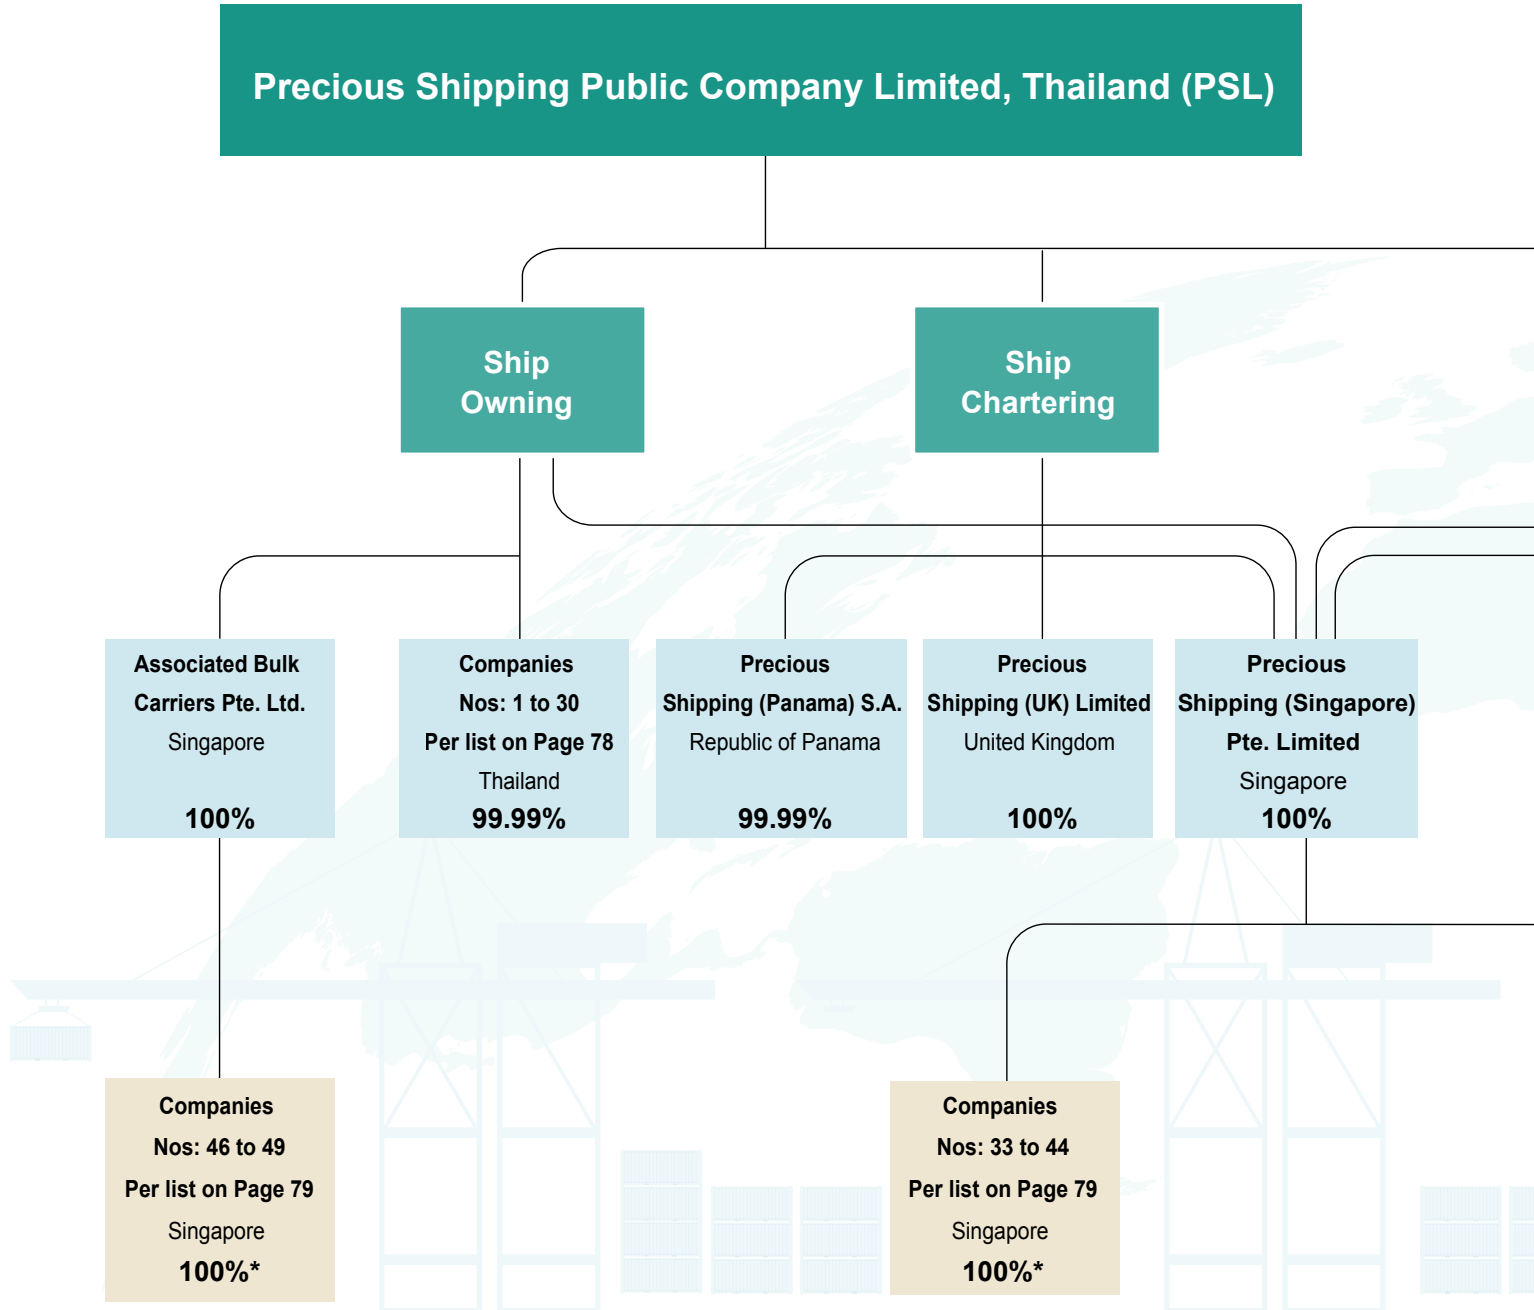 Precious Shipping Public Company Limited, Thailand (PSL)
Ship
Owning
Ship
Chartering
Associated Bulk
Carriers Pte. Ltd.
Singapore
100%
Companies
Nos: 1 to 30
Per list on Page 78
Thailand
99.99%
Precious
Shipping (Panama) S.A.
Republic of Panama
99.99%
Precious
Shipping (UK) Limited
United Kingdom
100%
Precious
Shipping (Singapore)
Pte. Limited
Singapore
100%
Companies
Nos: 46 to 49
Per list on Page 79
Singapore
100%*
Companies
Nos: 33 to 44
Per list on Page 79
Singapore
100%*